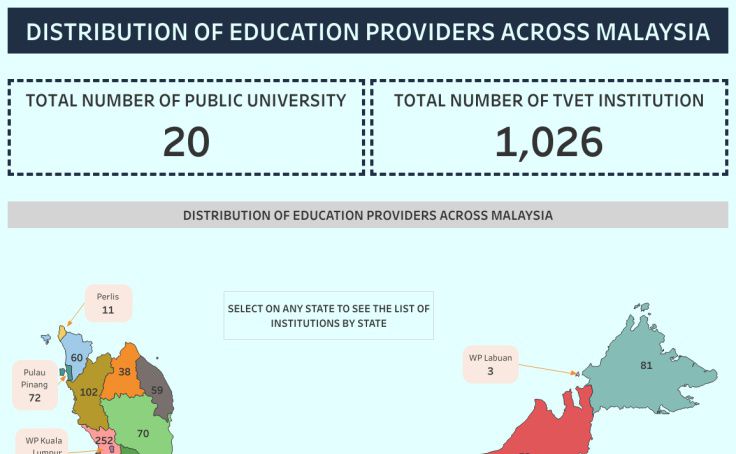 DISTRIBUTION OF EDUCATION PROVIDERS ACROSS MALAYSIA
TOTAL NUMBER OF PUBLIC UNIVERSITY
20
TOTAL NUMBER OF TVET INSTITUTION
1,026
DISTRIBUTION OF EDUCATION PROVIDERS ACROSS MALAYSIA
Perlis
11
SELECT ON ANY STATE TO SEE THE LIST OF
INSTITUTIONS BY STATE
60
WP Labuan
3
81
Pulau
Pinang
72
38
59
102
70
WP Kuala
Lumpur
252